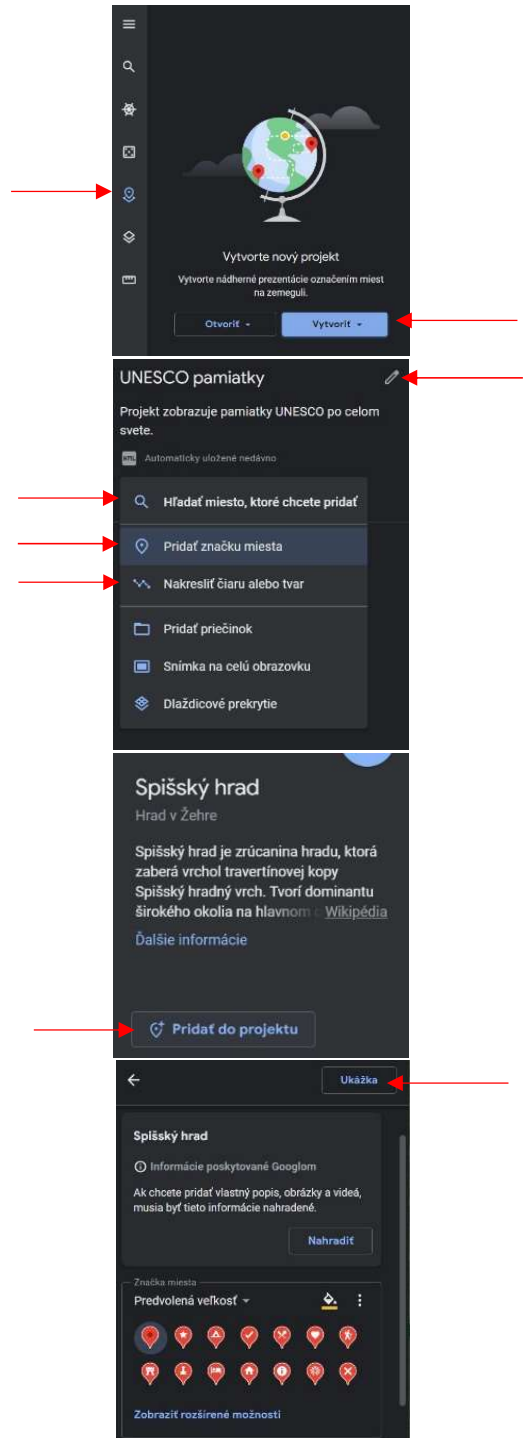 Vytvorte nový projekt
Vytvorte nádherné prezentácie označením miest
na zemeguli.
Otvoriť
Vytvoriť
UNESCO pamiatky
Projekt zobrazuje pamiatky UNESCO po celom
svete.
KML Automaticky uložené nedávno
Hľadať miesto, ktoré chcete pridať
Pridať značku miesta
Nakresliť čiaru alebo tvar
Pridať priečinok
Snímka na celú obrazovku
Dlaždicové prekrytie
Spišský hrad
Hrad v Žehre
Spišský hrad je zrúcanina hradu, ktorá
zaberá vrchol travertínovej kopy
Spišský hradný vrch. Tvorí dominantu
širokého okolia na hlavnom Wikipédia
Ďalšie informácie
Pridať do projektu
Ukážka
Spišský hrad
Informácie poskytované Googlom
Ak chcete pridať vlastný popis, obrázky a videá,
musia byť tieto informácie nahradené.
Nahradiť
Značka miesta
Predvolená veľkosť
Zobraziť rozšírené možnosti